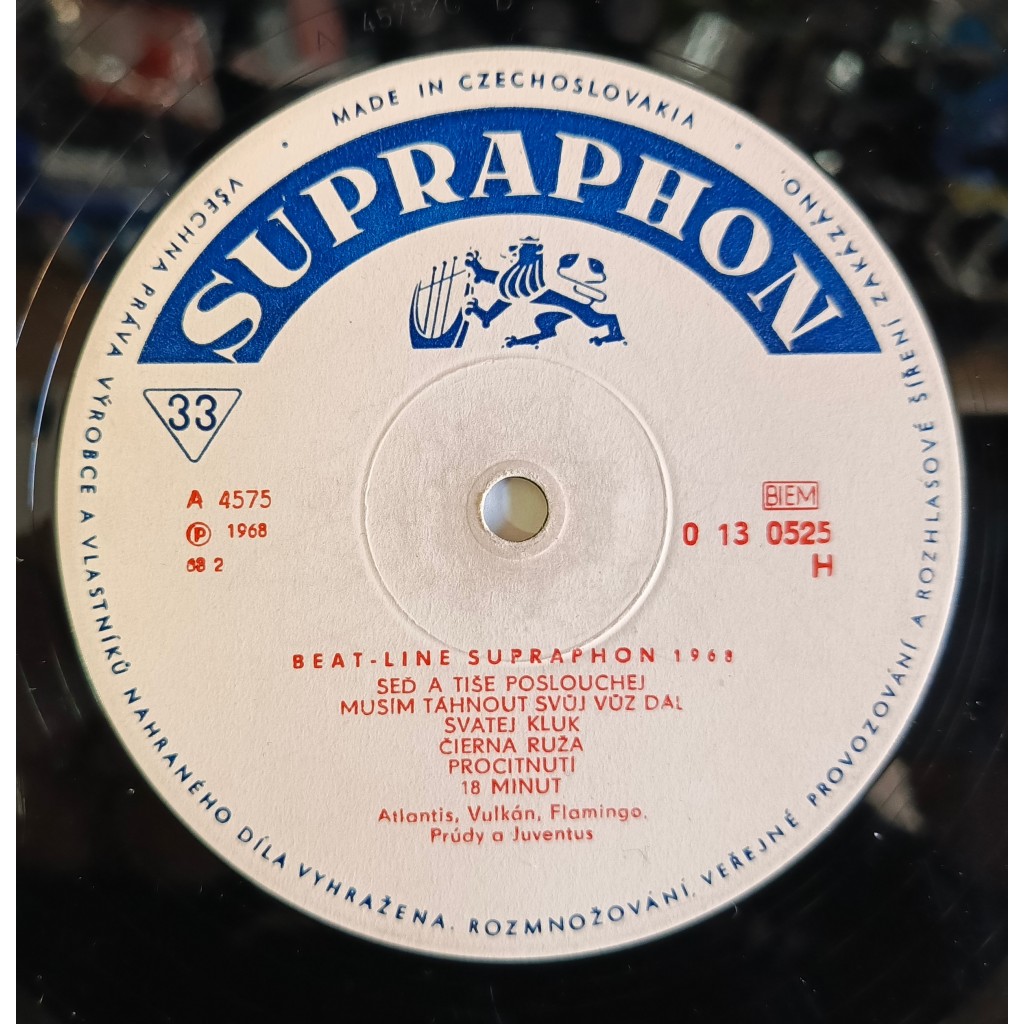 MADE IN CZECHOSLOVAKIA
SUPRAPHON
33
A 4575
Ⓟ 1968
68 2
BIEM
0 13 0525
H
BEAT-LINE SUPRAPHON 1968
SEĎ A TIŠE POSLOUCHEJ
MUSÍM TÁHNOUT SVŮJ VŮZ DÁL
SVATEJ KLUK
ČIERNA RUŽA
PROCITNUTÍ
18 MINUT
Atlantis, Vulkán, Flamingo,
Prúdy a Juventus
VŠECHNA PRÁVA VÝROBCE A VLASTNÍKŮ NAHRANÉHO DÍLA VYHRAŽENA. ROZMNOŽOVÁNÍ, VEŘEJNÉ PROVOZOVÁNÍ A ROZHLASOVÉ ŠÍŘENÍ ZAKÁZÁNO.